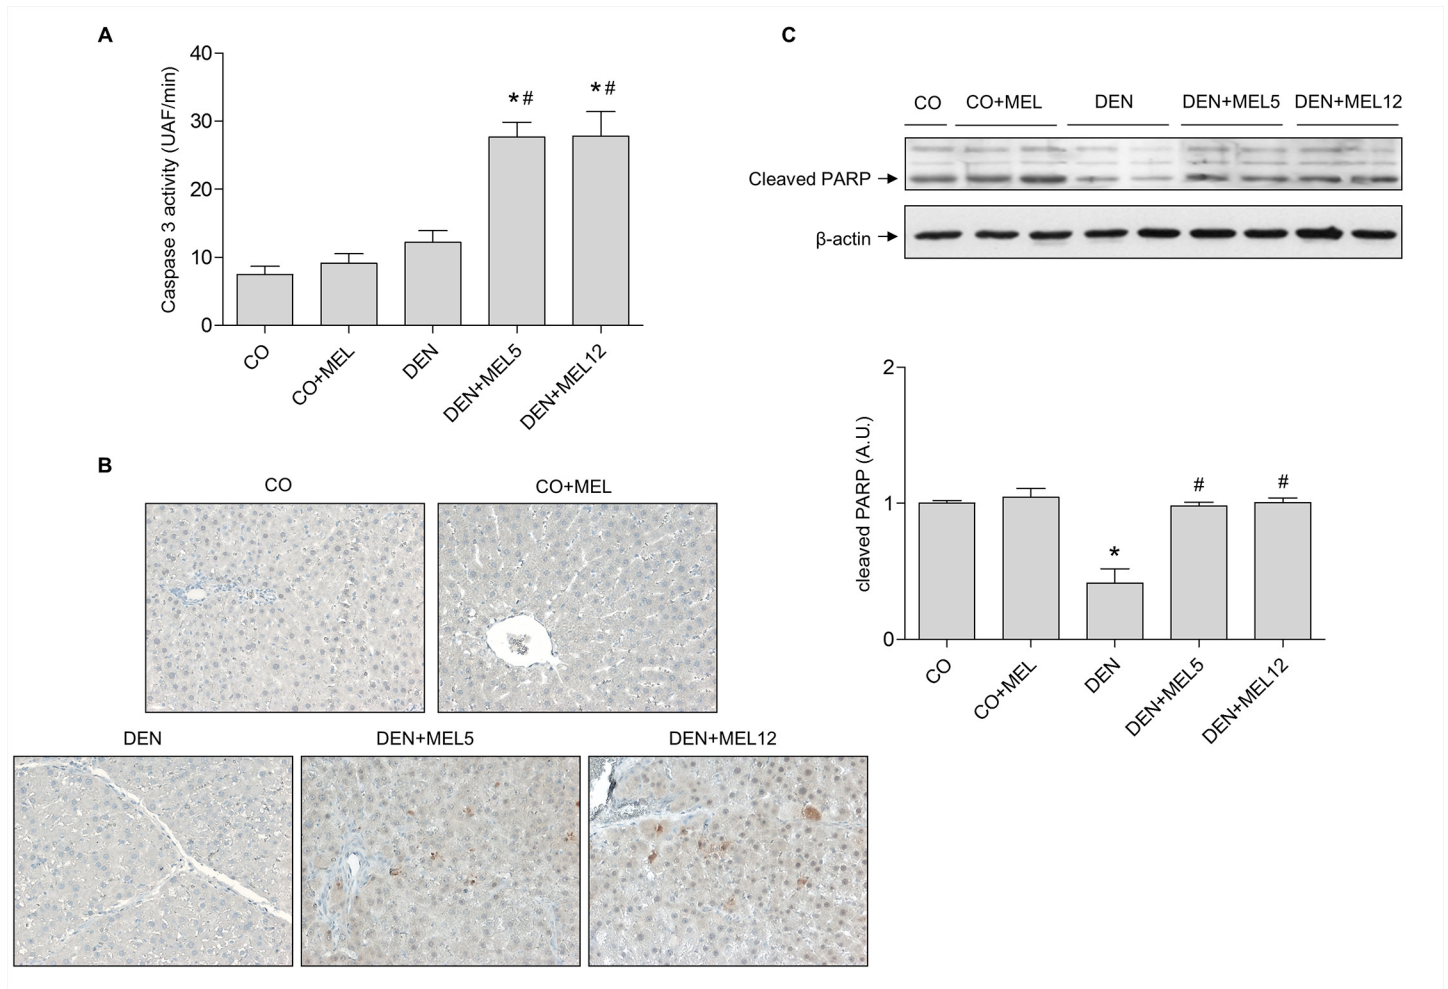 A
Caspase 3 activity (UAF/min)
40
30
20
10
0
*#
*#
CO
CO+MEL
DEN
DEN+MEL5
DEN+MEL12
B
CO
CO+MEL
DEN
DEN+MEL5
DEN+MEL12
C
CO CO+MEL DEN DEN+MEL5 DEN+MEL12
Cleaved PARP
β-actin
cleaved PARP (A.U.)
2
1
0
*
#
#
CO
CO+MEL
DEN
DEN+MEL5
DEN+MEL12